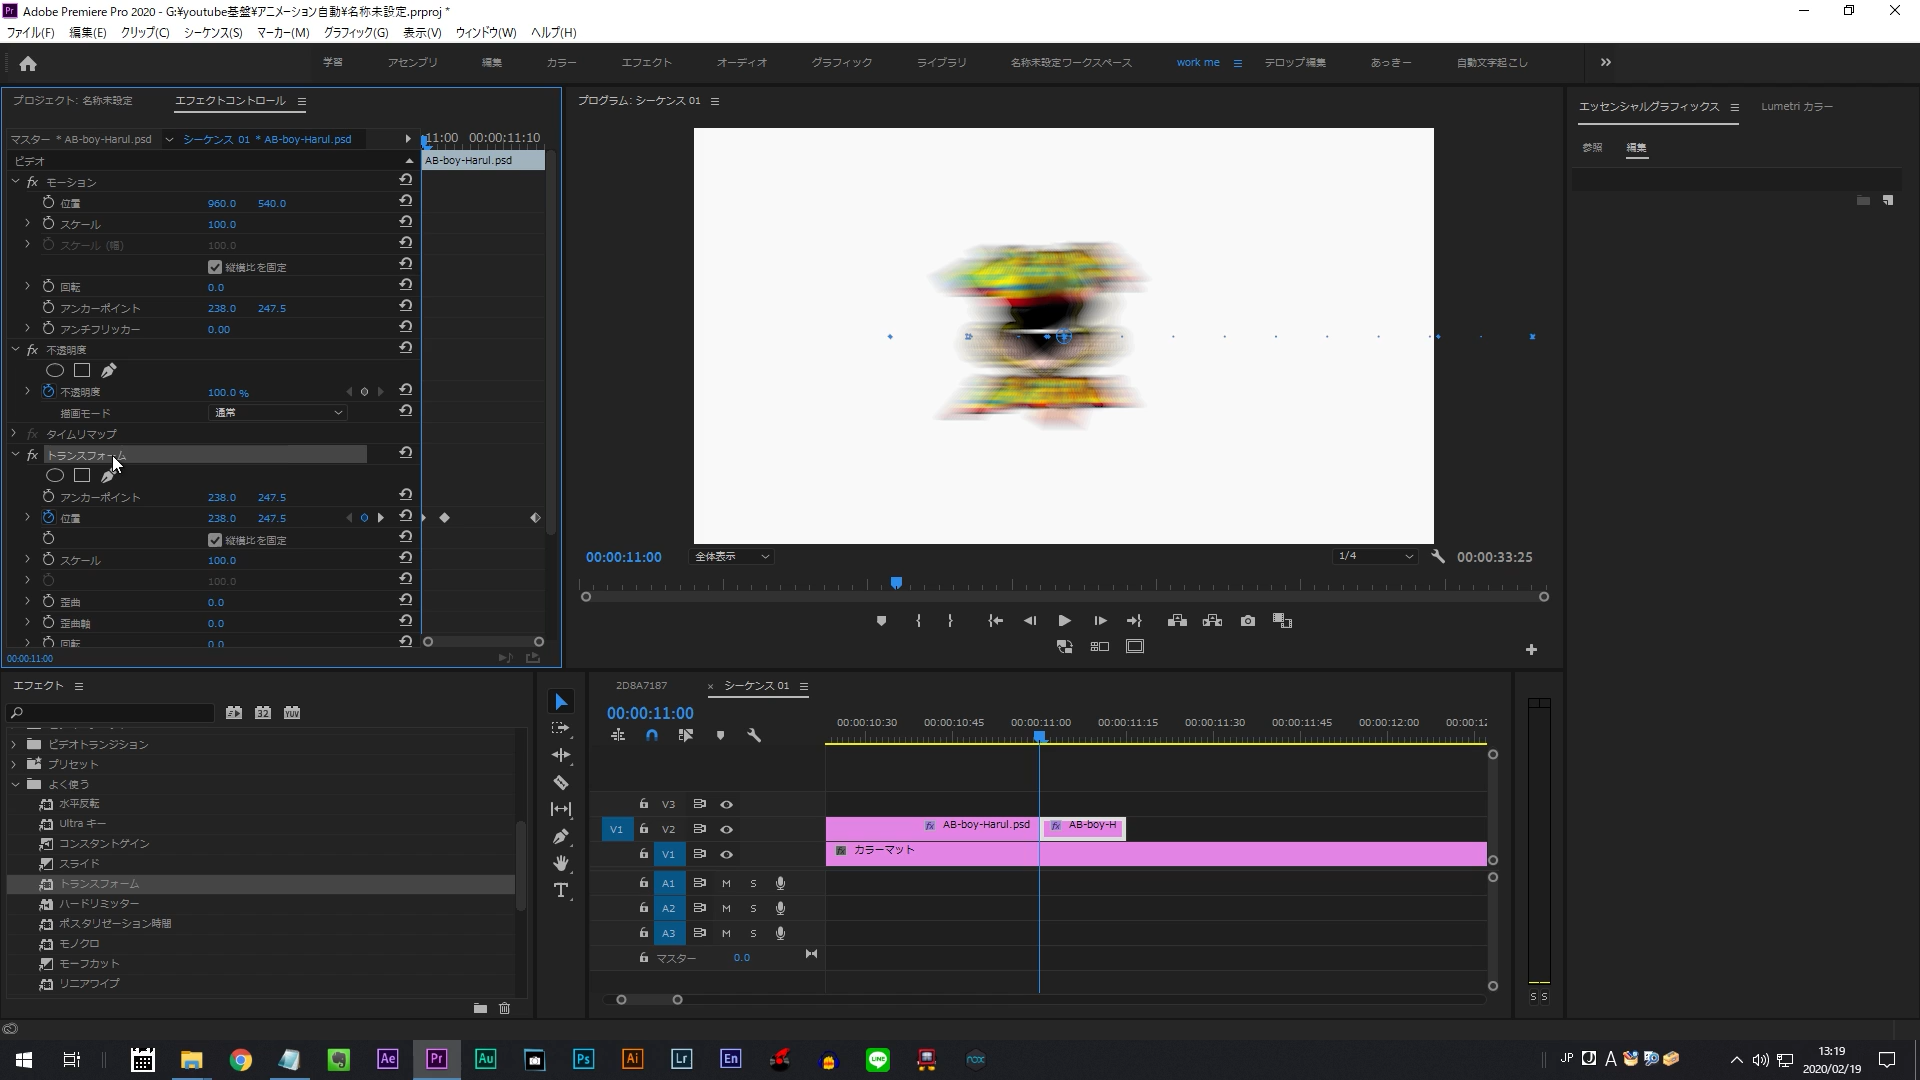 Adobe Premiere Pro 2020 - G:¥youtube基盤¥アニメーション自動¥名称未設定.prproj *
ファイル(F) 編集(E) クリップ(C) シーケンス(S) マーカー(M) グラフィック(G) 表示(V) ウィンドウ(W) ヘルプ(H)
学習 アセンブリ 編集 カラー エフェクト オーディオ グラフィック ライブラリ 名称未設定ワークスペース work me テロップ編集 あっきー 自動文字起こし
プロジェクト: 名称未設定 エフェクトコントロール
マスター * AB-boy-Harul.psd シーケンス 01 * AB-boy-Harul.psd
11:00 00:00:11:10
ビデオ
AB-boy-Harul.psd
fx モーション
位置 960.0 540.0
スケール 100.0
スケール (幅) 100.0
縦横比を固定
回転 0.0
アンカーポイント 238.0 247.5
アンチフリッカー 0.00
fx 不透明度
不透明度 100.0 %
描画モード 通常
fx タイムリマップ
fx トランスフォーム
アンカーポイント 238.0 247.5
位置 238.0 247.5
縦横比を固定
スケール 100.0
100.0
歪曲 0.0
歪曲軸 0.0
回転 0.0
00:00:11:00
プログラム: シーケンス 01
00:00:11:00 全体表示 1/4 00:00:33:25
エッセンシャルグラフィックス Lumetri カラー
参照 編集
エフェクト
32 YUV
ビデオトランジション
プリセット
よく使う
水平反転
Ultra キー
コンスタントゲイン
スライド
トランスフォーム
ハードリミッター
ポスタリゼーション時間
モノクロ
モーフカット
リニアワイプ
2D8A7187 × シーケンス 01
00:00:11:00
00:00:10:30 00:00:10:45 00:00:11:00 00:00:11:15 00:00:11:30 00:00:11:45 00:00:12:00 00:00:12
V3
V1 V2 fx AB-boy-Harul.psd fx AB-boy-H
V1 fx カラーマット
A1 M S
A2 M S
A3 M S
マスター 0.0
S S
Ae Pr Au Ps Ai Lr En LINE nox
JP A
13:19
2020/02/19